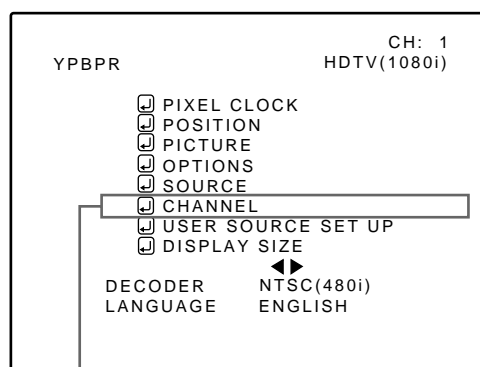 CH: 1
YPBPR HDTV(1080i)
PIXEL CLOCK
POSITION
PICTURE
OPTIONS
SOURCE
CHANNEL
USER SOURCE SET UP
DISPLAY SIZE
DECODER NTSC(480i)
LANGUAGE ENGLISH